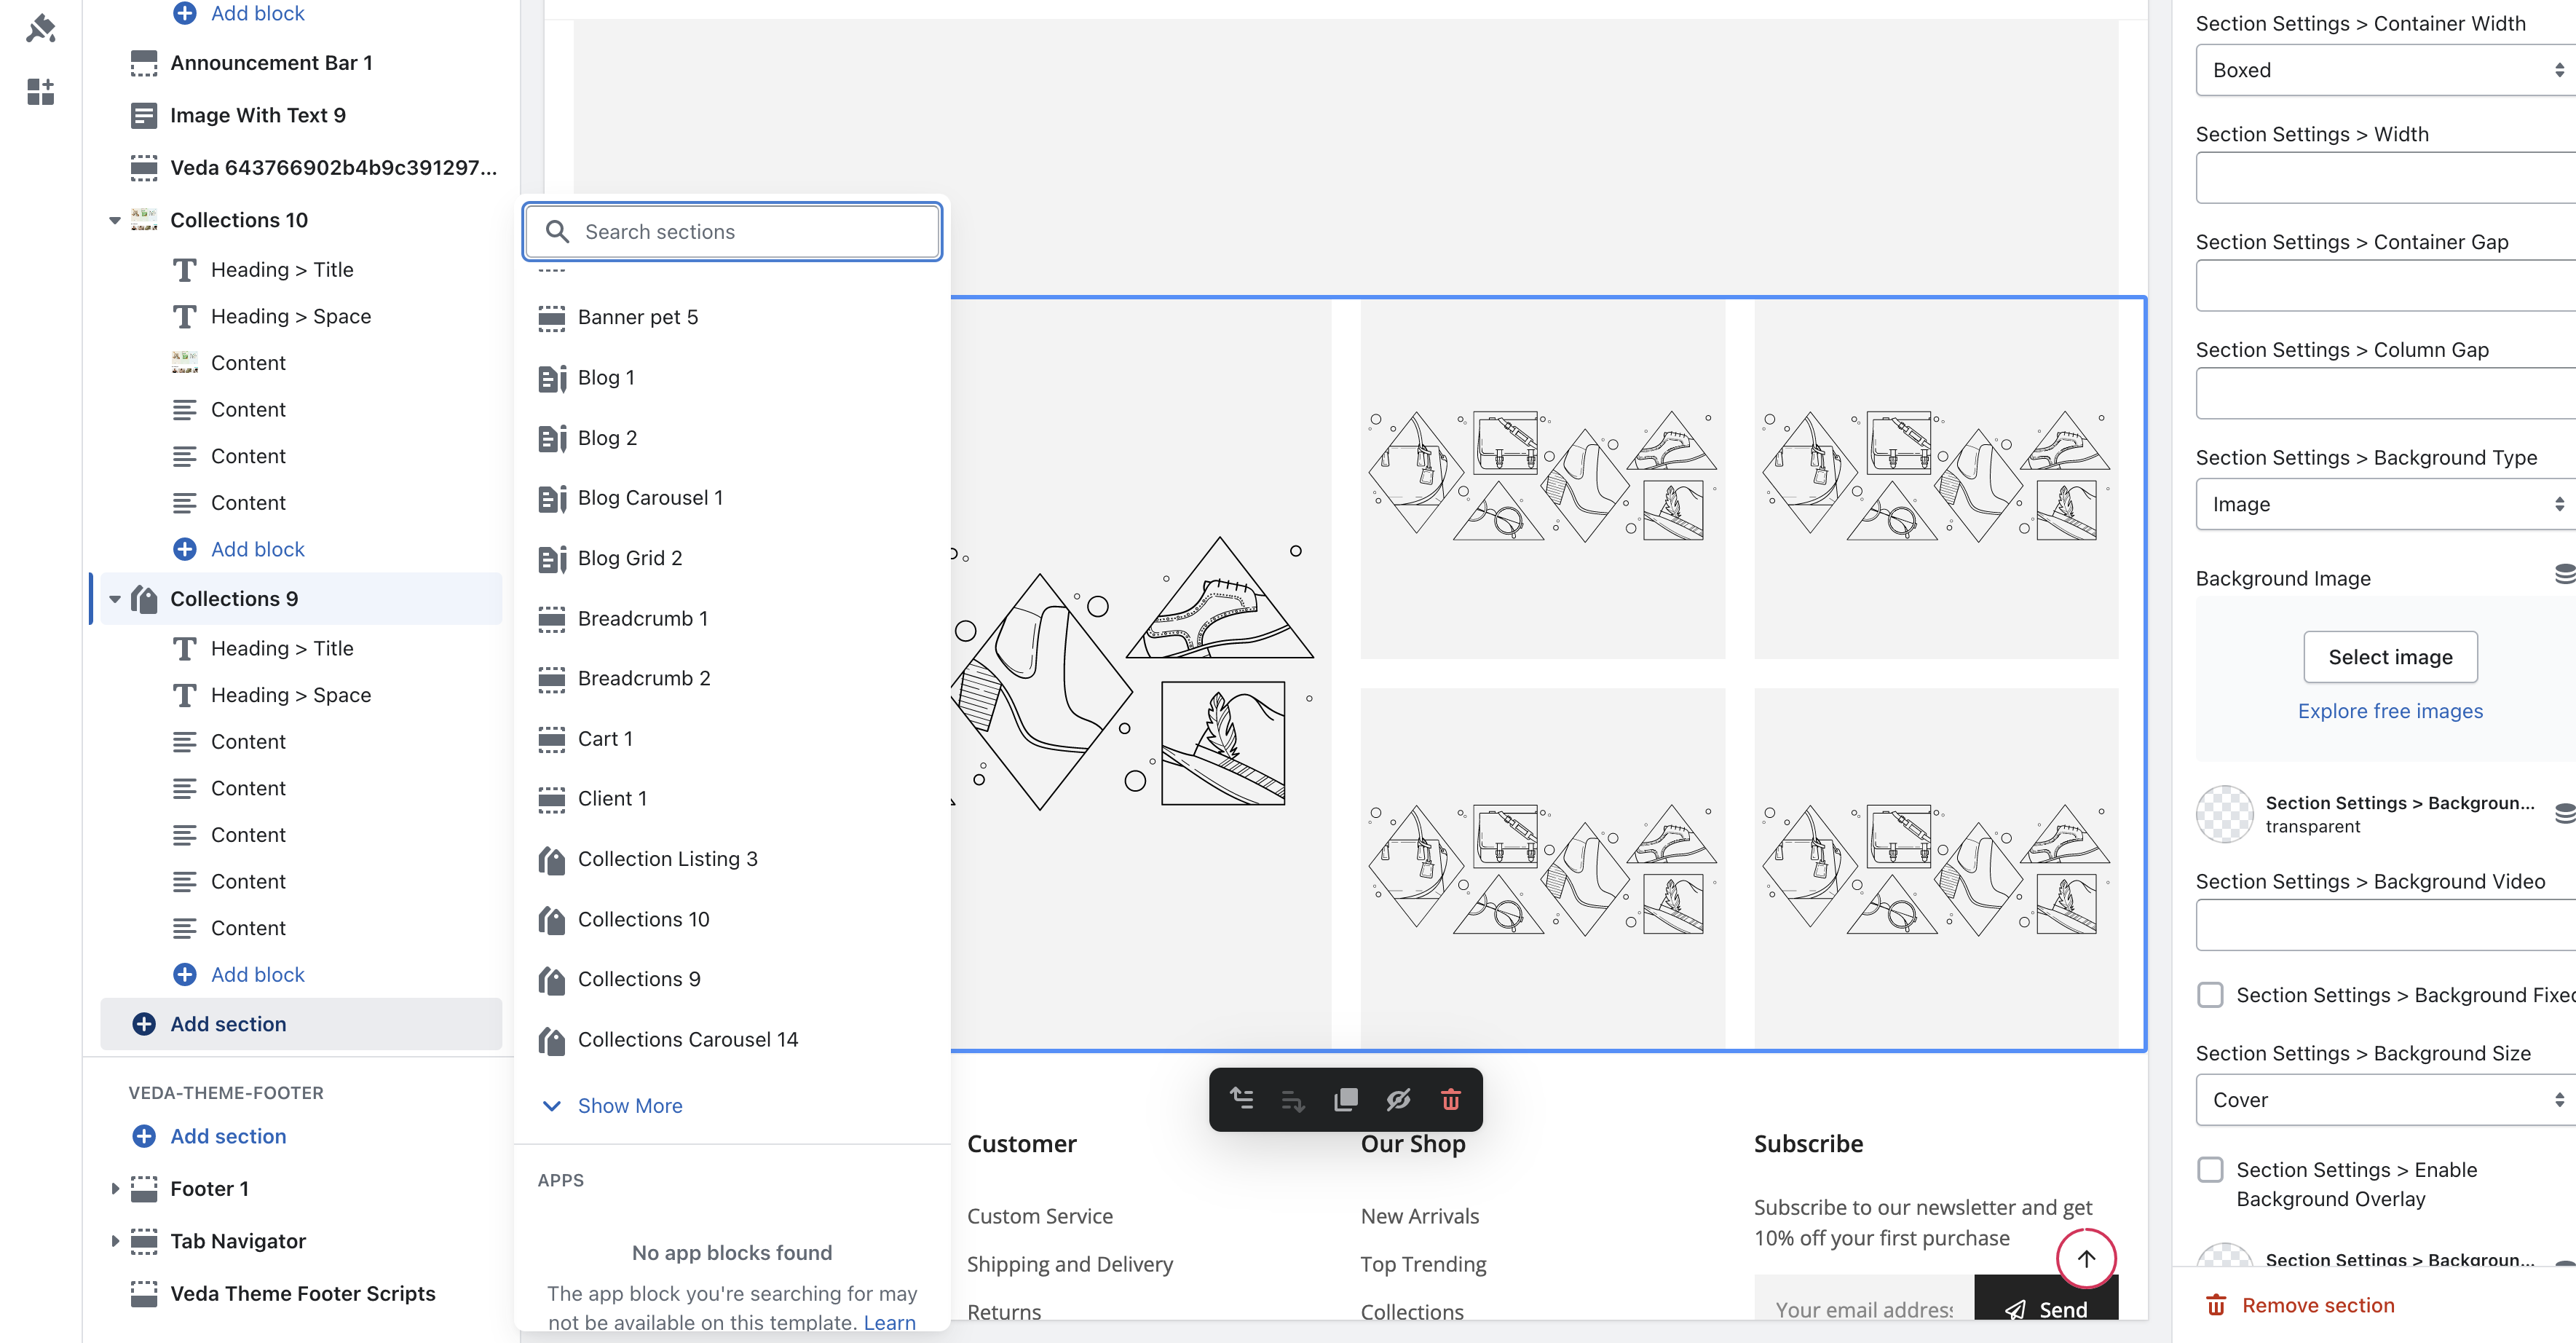 Add block
Announcement Bar 1
Image With Text 9
Veda 643766902b4b9c391297...
Collections 10
Heading > Title
Heading > Space
Content
Content
Content
Content
Add block
Collections 9
Heading > Title
Heading > Space
Content
Content
Content
Content
Content
Add block
Add section
VEDA-THEME-FOOTER
Add section
Footer 1
Tab Navigator
Veda Theme Footer Scripts
Search sections
Banner pet 5
Blog 1
Blog 2
Blog Carousel 1
Blog Grid 2
Breadcrumb 1
Breadcrumb 2
Cart 1
Client 1
Collection Listing 3
Collections 10
Collections 9
Collections Carousel 14
Show More
APPS
No app blocks found
The app block you're searching for may
not be available on this template. Learn
Customer
Custom Service
Shipping and Delivery
Returns
Our Shop
New Arrivals
Top Trending
Collections
Subscribe
Subscribe to our newsletter and get
10% off your first purchase
Your email address
Send
Section Settings > Container Width
Boxed
Section Settings > Width
Section Settings > Container Gap
Section Settings > Column Gap
Section Settings > Background Type
Image
Background Image
Select image
Explore free images
Section Settings > Backgroun...
transparent
Section Settings > Background Video
Section Settings > Background Fixed
Section Settings > Background Size
Cover
Section Settings > Enable
Background Overlay
Section Settings > Backgroun...
Remove section